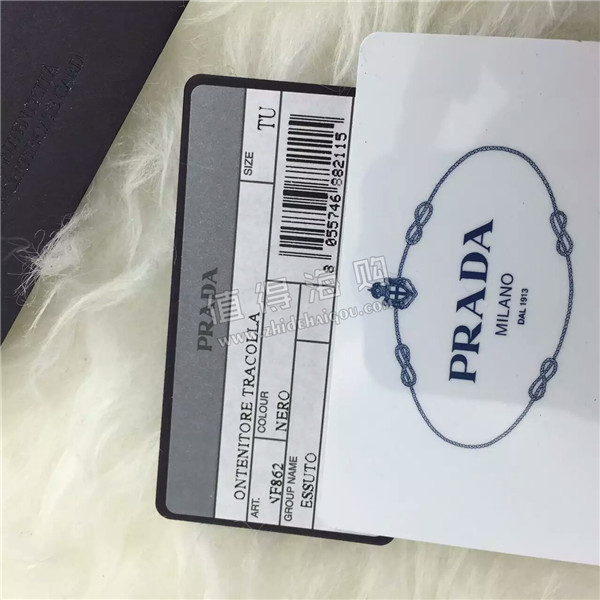 PRADA
ONTENITORE TRACOLLA
SIZE
TU
ART.
VF862
COLOUR
NERO
GROUP NAME
ESSUTO
8 055746 882115
PRADA
MILANO
DAL 1913
值得海购
www.zhidehaigou.com